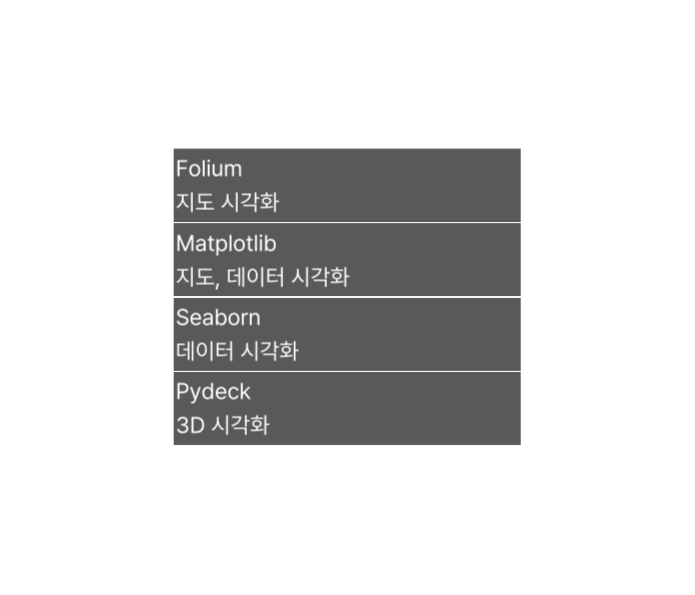 Folium
지도 시각화
Matplotlib
지도, 데이터 시각화
Seaborn
데이터 시각화
Pydeck
3D 시각화